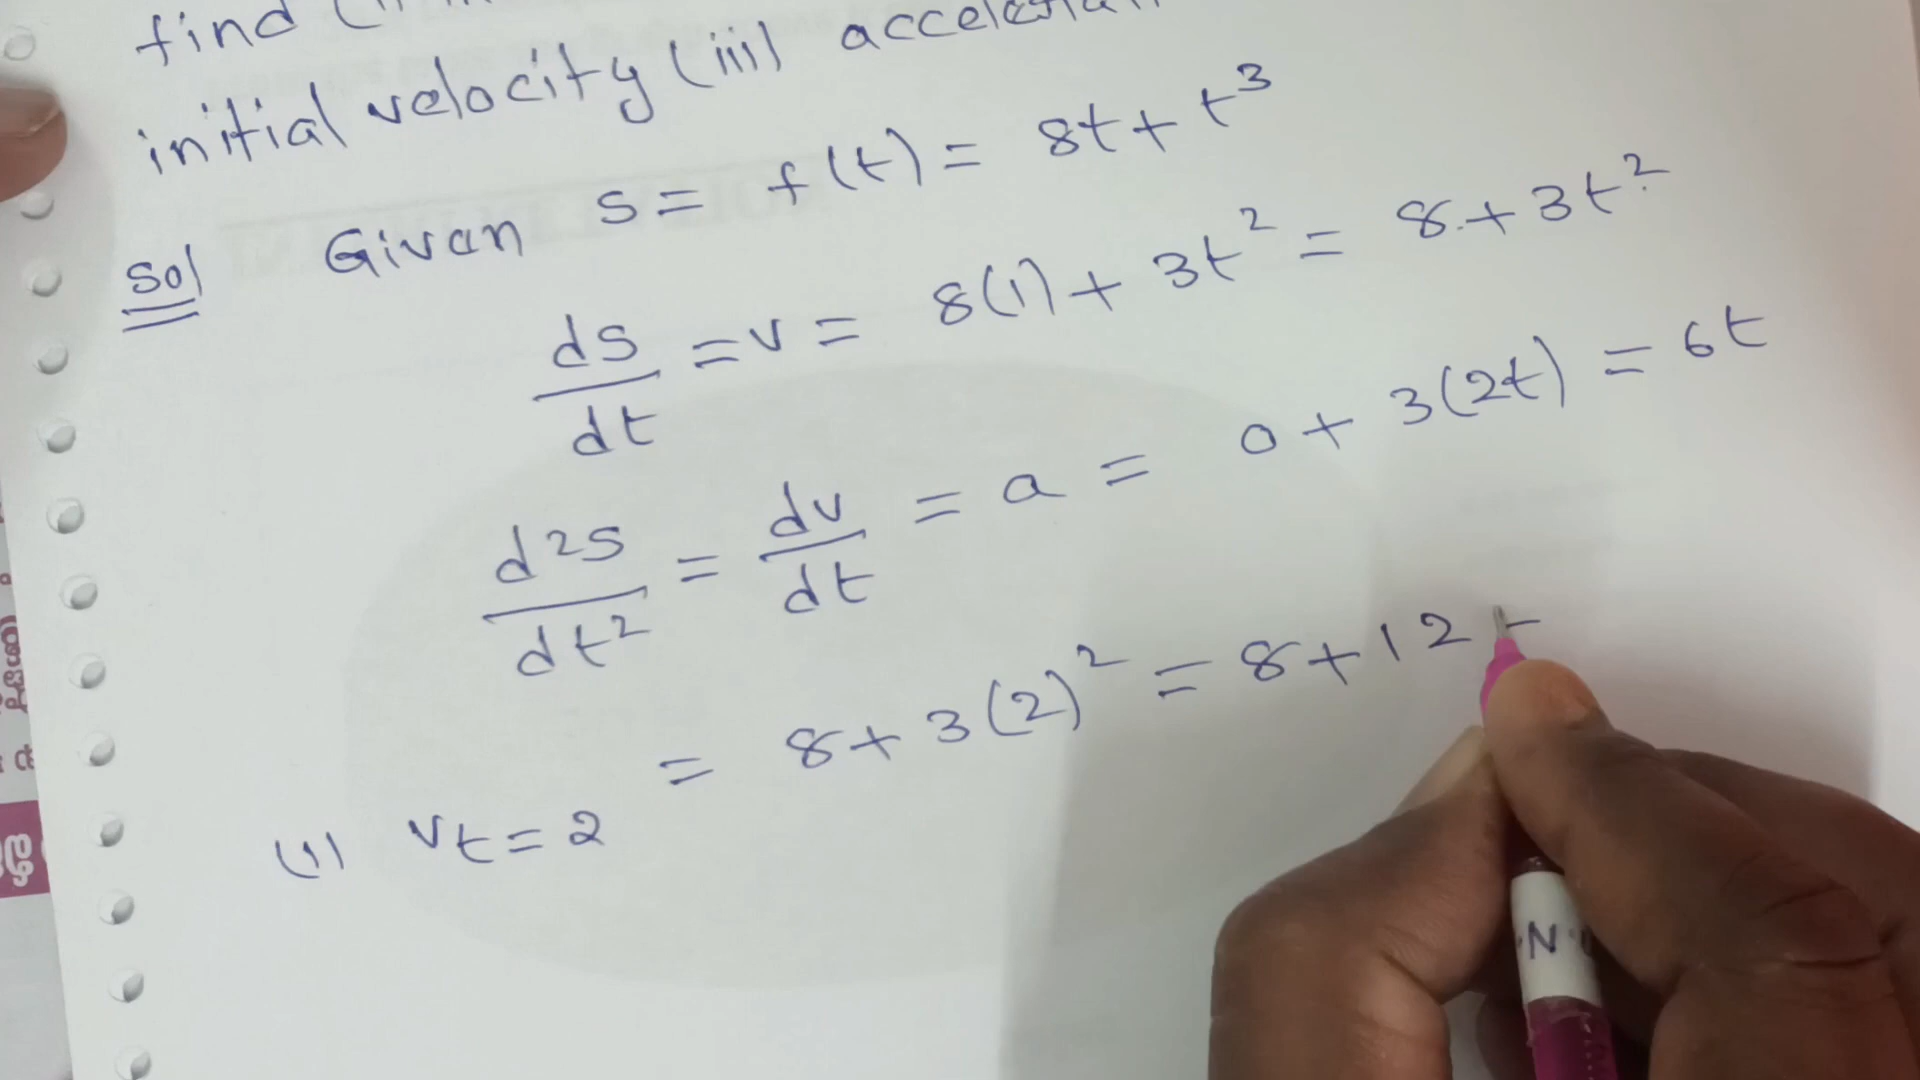 find (
initial velocity (iii)
Sol Given s = f(t) = 8t + t³
ds/dt = v = 8(1) + 3t² = 8 + 3t²
d²s/dt² = dv/dt = a = 0 + 3(2t) = 6t
(i) v t = 2 = 8 + 3(2)² = 8 + 12
N